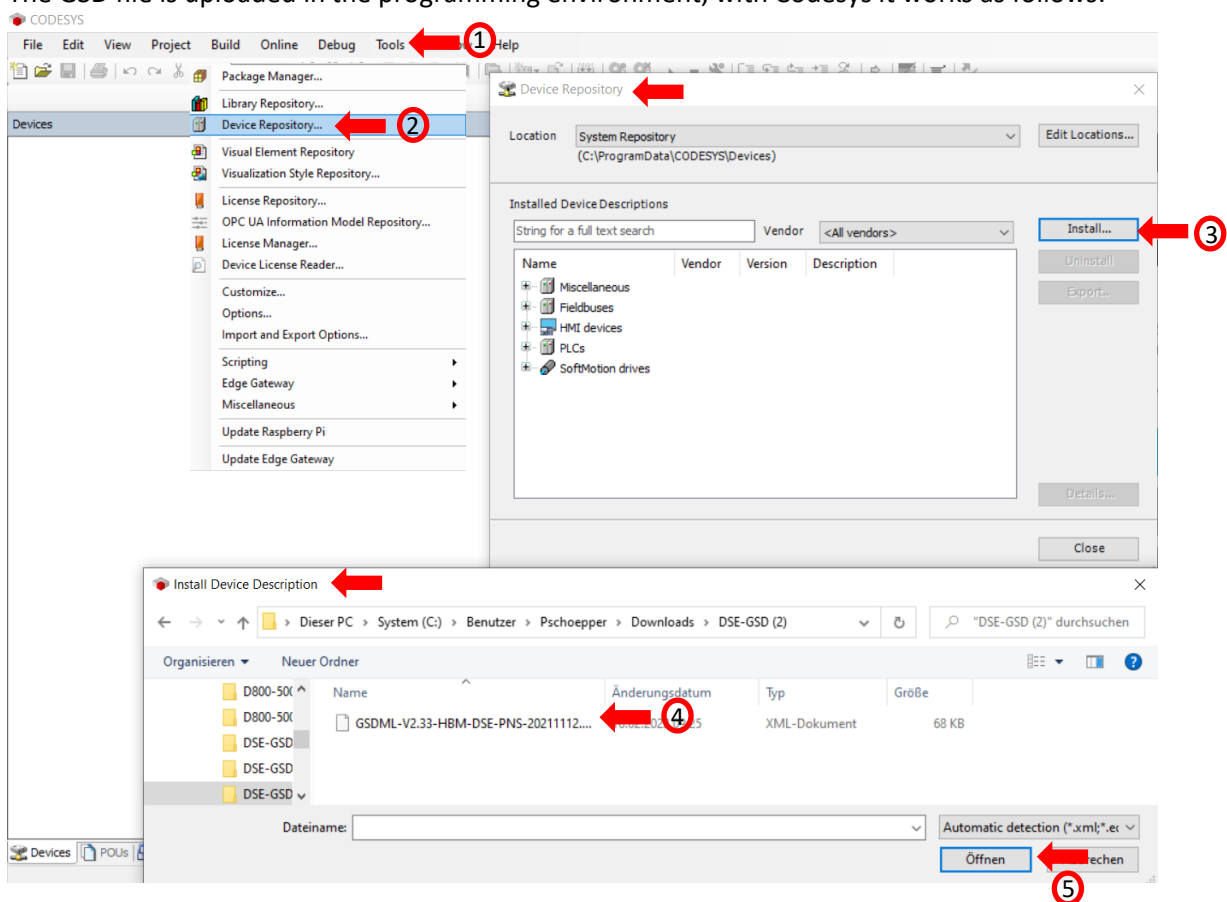 The GSD file is uploaded in the programming environment, with Codesys it works as follows:
CODESYS
File Edit View Project Build Online Debug Tools Help
1
Package Manager...
Library Repository...
Device Repository...
2
Visual Element Repository
Visualization Style Repository...
License Repository...
OPC UA Information Model Repository...
License Manager...
Device License Reader...
Customize...
Options...
Import and Export Options...
Scripting
Edge Gateway
Miscellaneous
Update Raspberry Pi
Update Edge Gateway
Devices
Device Repository
Location System Repository Edit Locations...
(C:\ProgramData\CODESYS\Devices)
Installed Device Descriptions
String for a full text search Vendor <All vendors> Install...
3
Name Vendor Version Description Uninstall
Miscellaneous Export...
Fieldbuses
HMI devices
PLCs
SoftMotion drives
Details...
Close
Install Device Description
Dieser PC > System (C:) > Benutzer > Pschoepper > Downloads > DSE-GSD (2) "DSE-GSD (2)" durchsuchen
Organisieren Neuer Ordner
D800-50( Name Änderungsdatum Typ Größe
D800-50( GSDML-V2.33-HBM-DSE-PNS-20211112.... 4 XML-Dokument 68 KB
DSE-GSD
DSE-GSD
DSE-GSD
Dateiname: Automatic detection (*.xml;*.e
Devices POUs Öffnen
5